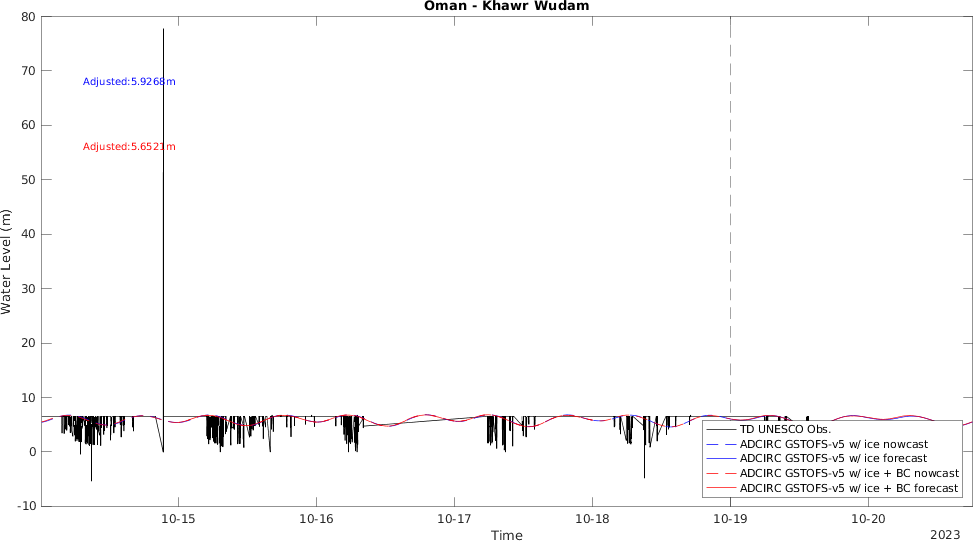 Oman - Khawr Wudam
80
70
60
50
40
30
20
10
0
-10
Water Level (m)
Adjusted:5.9268m
Adjusted:5.6521m
TD UNESCO Obs.
ADCIRC GSTOFS-v5 w/ ice nowcast
ADCIRC GSTOFS-v5 w/ ice forecast
ADCIRC GSTOFS-v5 w/ ice + BC nowcast
ADCIRC GSTOFS-v5 w/ ice + BC forecast
10-15 10-16 10-17 10-18 10-19 10-20
Time
2023